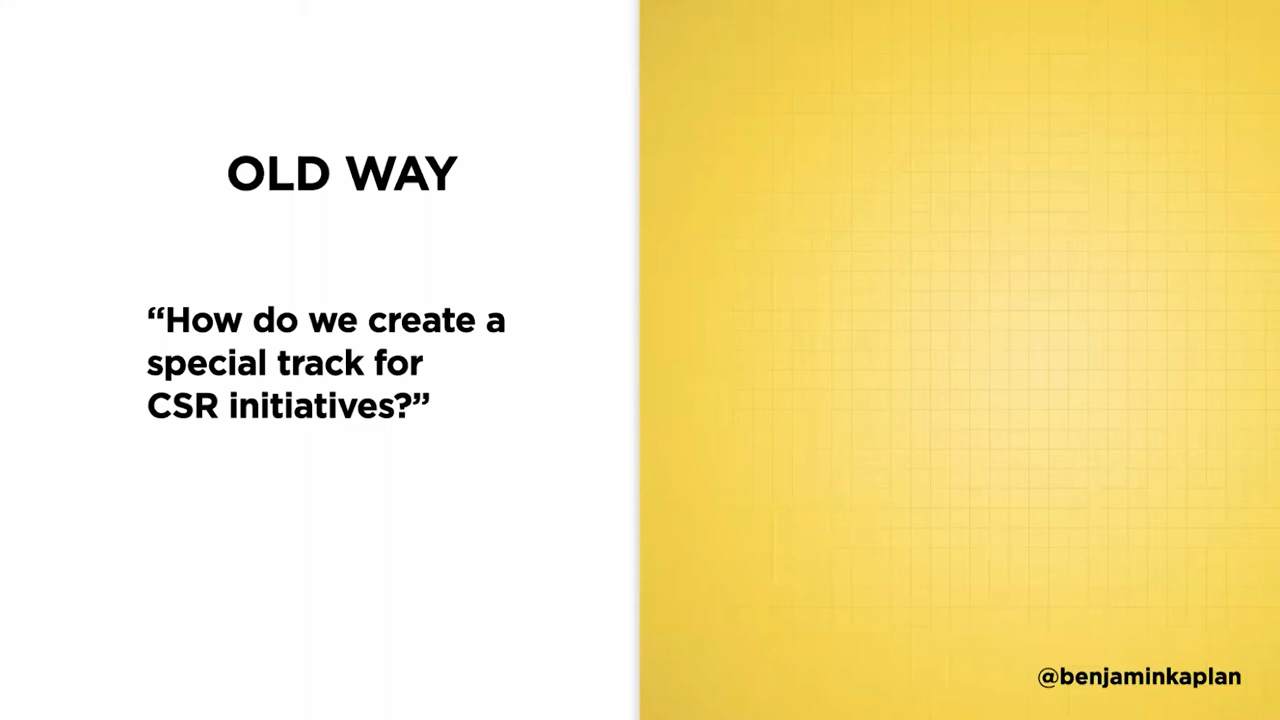 OLD WAY
“How do we create a
special track for
CSR initiatives?”
@benjaminkaplan